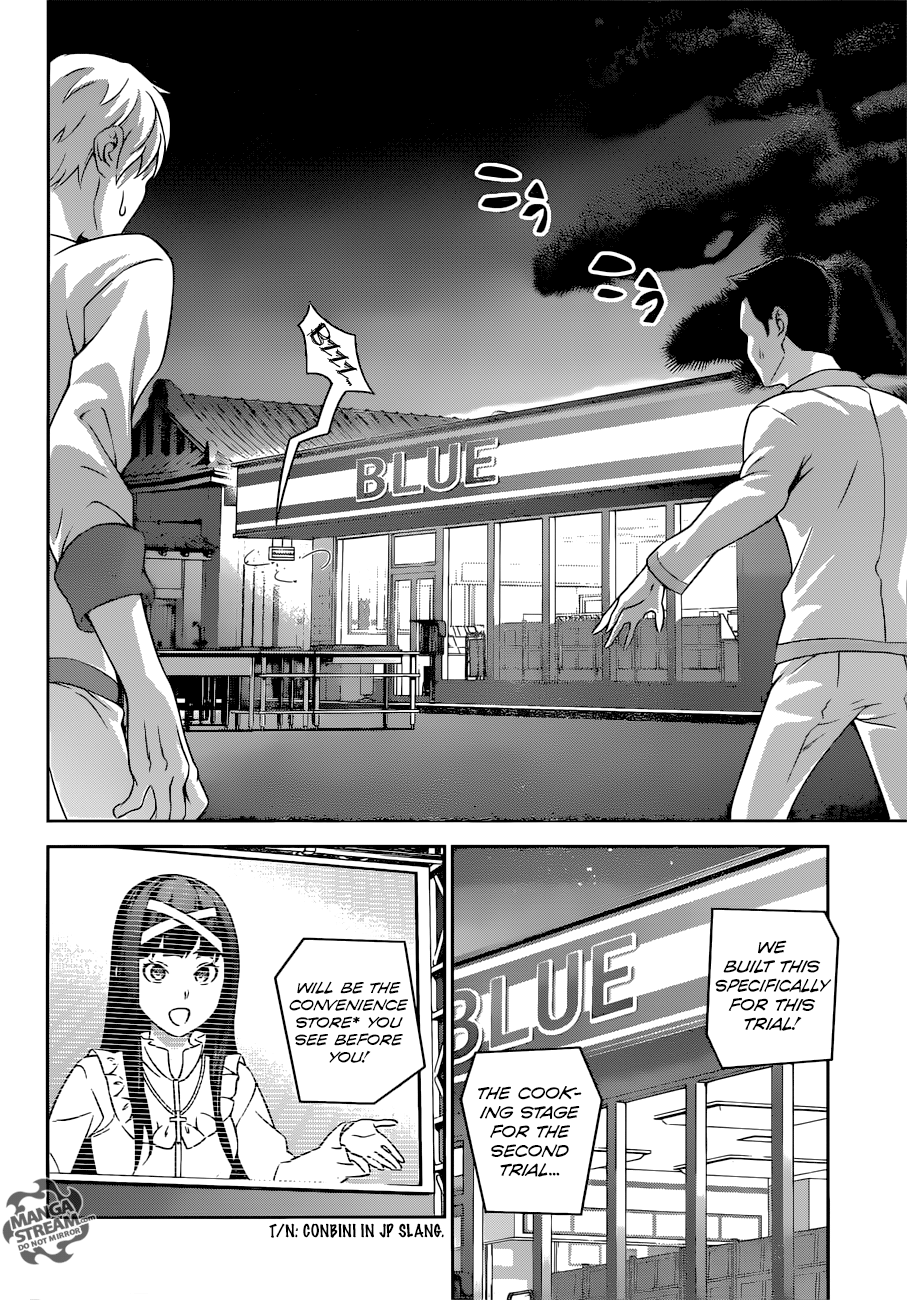 BZZZ...
BLUE
WE
BUILT THIS
SPECIFICALLY
FOR THIS
TRIAL!
BLUE
THE COOK-
ING STAGE
FOR THE
SECOND
TRIAL...
WILL BE THE
CONVENIENCE
STORE* YOU
SEE BEFORE
YOU!
T/N: CONBINI IN JP SLANG.
MANGA
STREAM.com
DO NOT MIRROR!